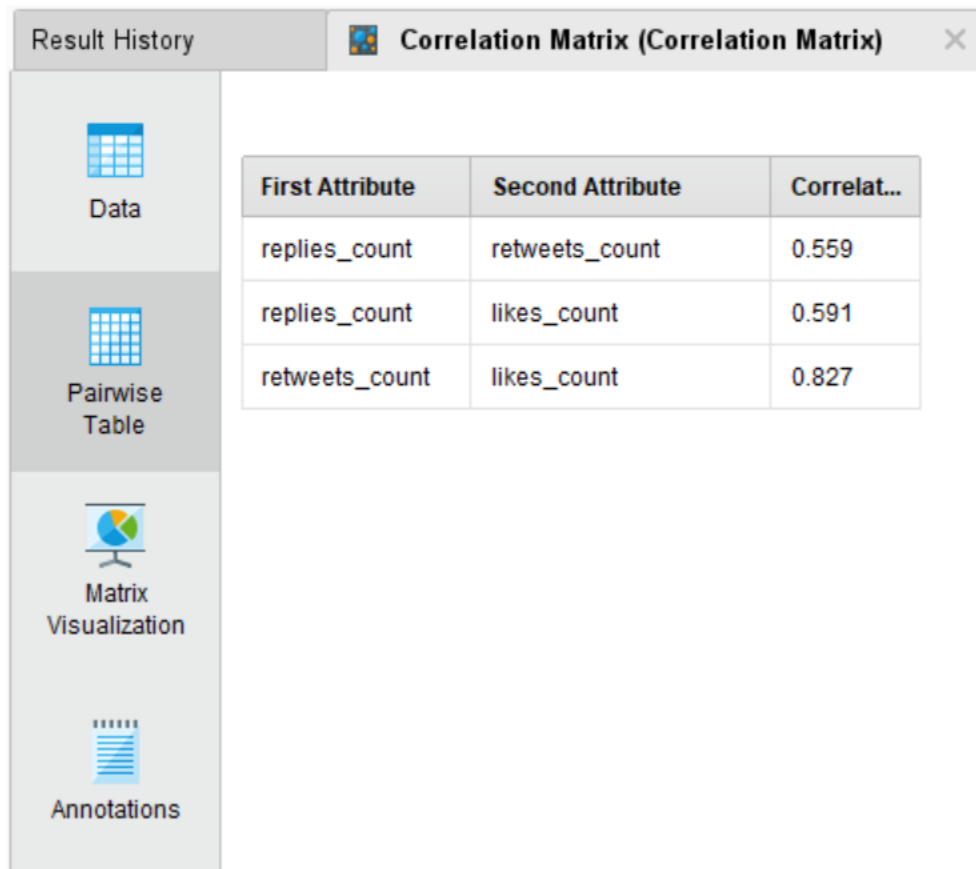 Result History
Correlation Matrix (Correlation Matrix)
Data
Pairwise
Table
Matrix
Visualization
Annotations
First Attribute Second Attribute Correlat...
replies_count retweets_count 0.559
replies_count likes_count 0.591
retweets_count likes_count 0.827